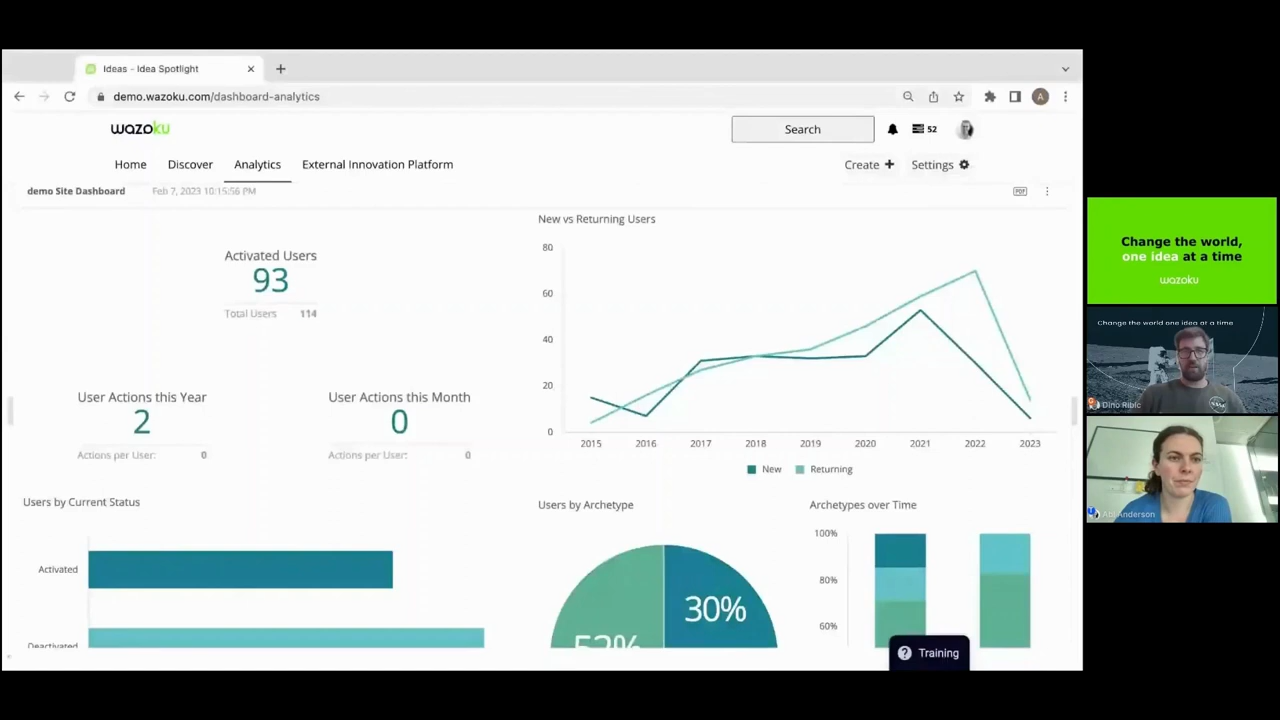 Ideas - Idea Spotlight
demo.wazoku.com/dashboard-analytics
A
wazoku
Search
52
Home Discover Analytics External Innovation Platform
Create + Settings
demo Site Dashboard Feb 7, 2023 10:15:56 PM
PDF
Activated Users
93
Total Users 114
User Actions this Year
2
Actions per User: 0
User Actions this Month
0
Actions per User: 0
New vs Returning Users
80
60
40
20
0
2015 2016 2017 2018 2019 2020 2021 2022 2023
New Returning
Users by Current Status
Activated
Deactivated
Users by Archetype
30%
52%
Archetypes over Time
100%
80%
60%
? Training
Change the world,
one idea at a time
wazoku
Change the world one idea at a time
Dino Ribic
Abi Anderson